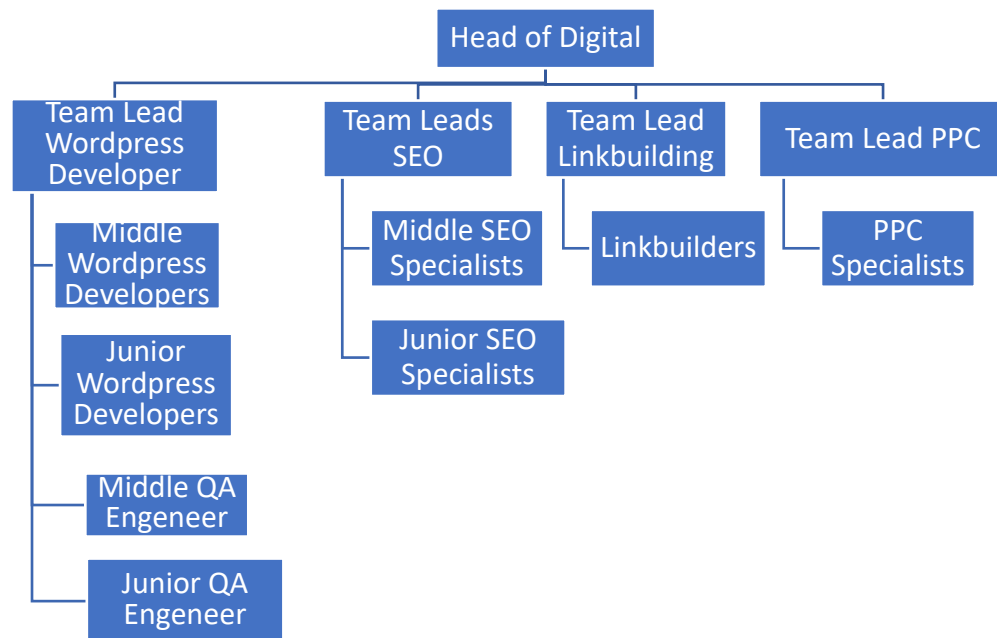 Head of Digital
Team Lead
Wordpress
Developer
Team Leads
SEO
Team Lead
Linkbuilding
Team Lead PPC
Middle
Wordpress
Developers
Middle SEO
Specialists
Linkbuilders
PPC
Specialists
Junior
Wordpress
Developers
Junior SEO
Specialists
Middle QA
Engeneer
Junior QA
Engeneer